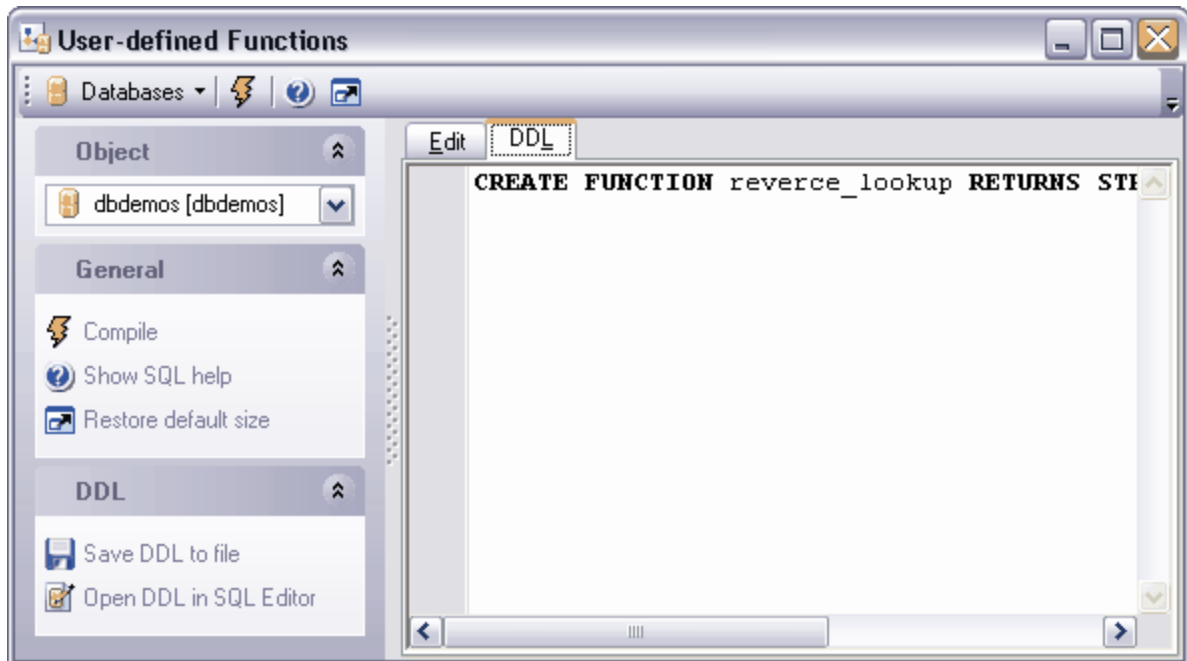 User-defined Functions
Databases
Object
dbdemos [dbdemos]
General
Compile
Show SQL help
Restore default size
DDL
Save DDL to file
Open DDL in SQL Editor
Edit
DDL
CREATE FUNCTION reverce_lookup RETURNS